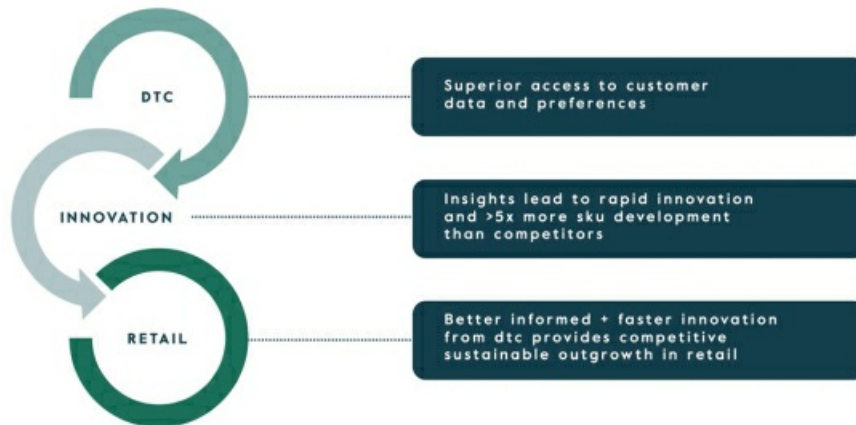 DTC
Superior access to customer
data and preferences
INNOVATION
Insights lead to rapid innovation
and >5x more sku development
than competitors
RETAIL
Better informed + faster innovation
from dtc provides competitive
sustainable outgrowth in retail